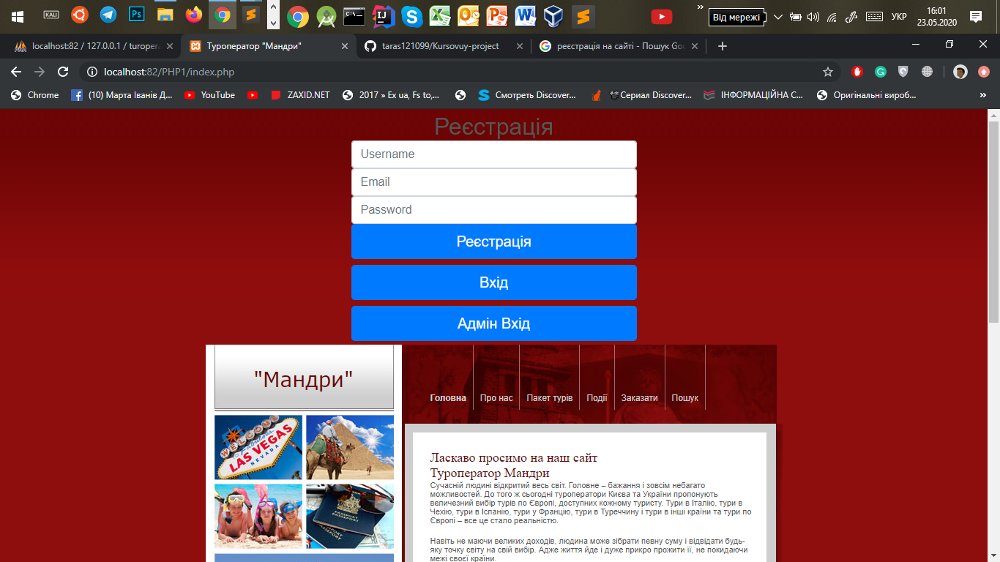 KALI
Ps
C:\
IJ
»
Від мережі
УКР
16:01
23.05.2020
localhost:82 / 127.0.0.1 / turoper
Туроператор "Мандри"
taras121099/Kursovuy-project
реєстрація на сайті - Пошук Goo
localhost:82/PHP1/index.php
Chrome
(10) Марта Іванів Д...
YouTube
ZAXID.NET
2017 » Ex ua, Fs to,...
Смотреть Discover...
Сериал Discover...
ІНФОРМАЦІЙНА С...
Оригінальні вироб...
»
Реєстрація
Username
Email
Password
Реєстрація
Вхід
Адмін Вхід
"Мандри"
Головна
Про нас
Пакет турів
Події
Заказати
Пошук
WELCOME
TO Fabulous
LAS VEGAS
NEVADA
PASSPORT
PASSEPORT
Ласкаво просимо на наш сайт
Туроператор Мандри
Сучасній людині відкритий весь світ. Головне – бажання і зовсім небагато
можливостей. До того ж сьогодні туроператори Києва та України пропонують
величезний вибір турів по Європі, доступних кожному туристу. Тури в Італію, тури в
Чехію, тури в Іспанію, тури у Францію, тури в Туреччину і тури в інші країни та тури по
Європі – все це стало реальністю.
Навіть не маючи великих доходів, людина може зібрати певну суму і відвідати будь-
яку точку світу на свій вибір. Адже життя йде і дуже прикро прожити її, не покидаючи
межі своєї країни.